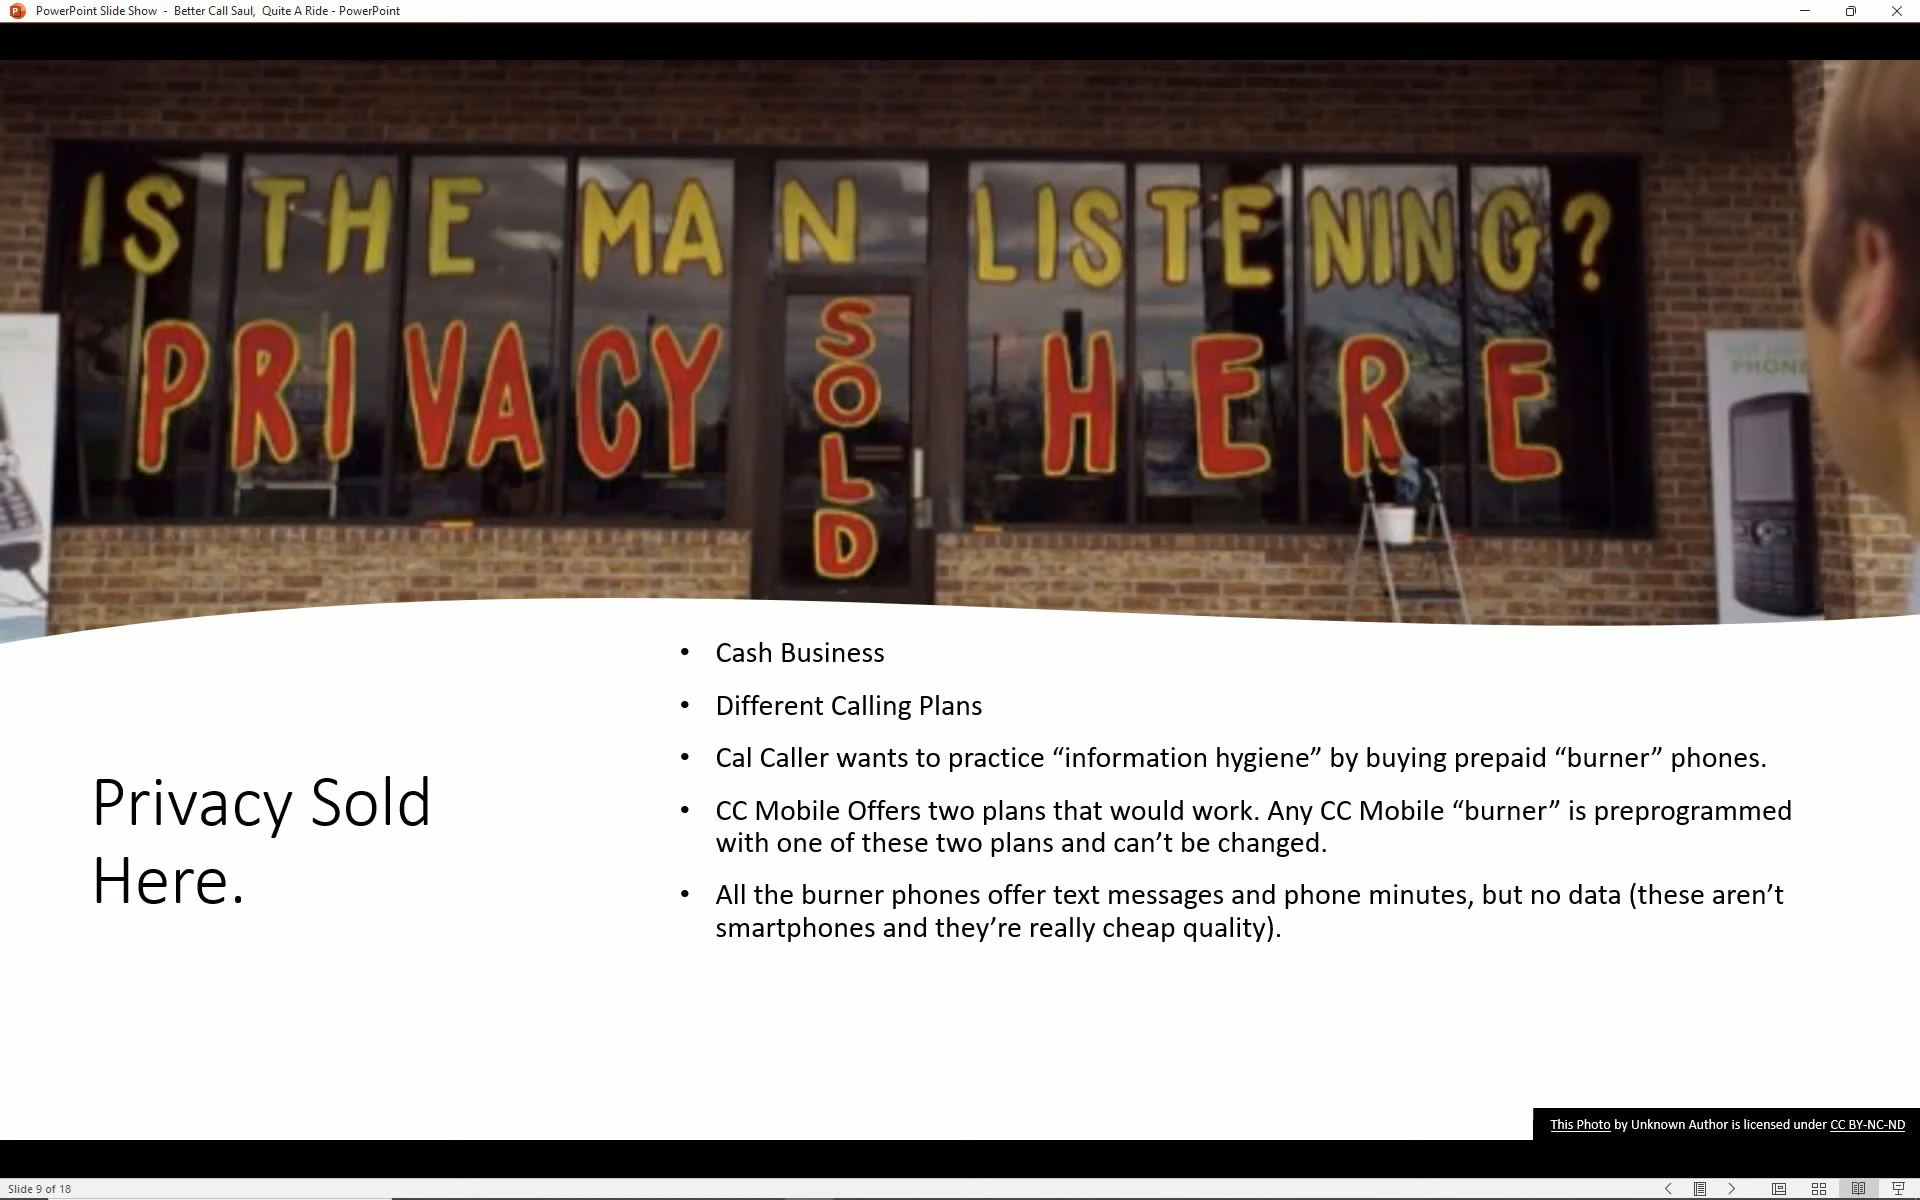 PowerPoint Slide Show - Better Call Saul, Quite A Ride - PowerPoint
IS THE MAN LISTENING?
PRIVACY SOLD HERE
PHONE
Privacy Sold
Here.
• Cash Business
• Different Calling Plans
• Cal Caller wants to practice “information hygiene” by buying prepaid “burner” phones.
• CC Mobile Offers two plans that would work. Any CC Mobile “burner” is preprogrammed
with one of these two plans and can’t be changed.
• All the burner phones offer text messages and phone minutes, but no data (these aren’t
smartphones and they’re really cheap quality).
This Photo by Unknown Author is licensed under CC BY-NC-ND
Slide 9 of 18